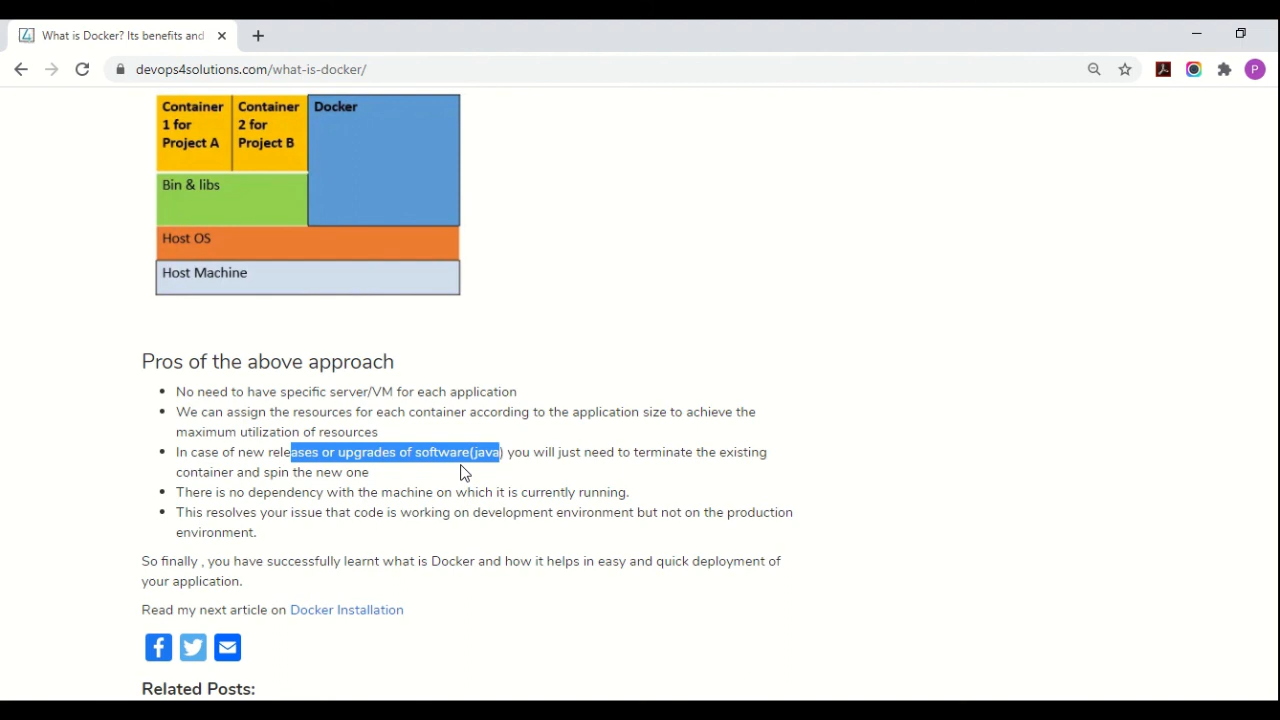 What is Docker? Its benefits and
devops4solutions.com/what-is-docker/
P
Container 1 for Project A
Container 2 for Project B
Docker
Bin & libs
Host OS
Host Machine
Pros of the above approach
No need to have specific server/VM for each application
We can assign the resources for each container according to the application size to achieve the
maximum utilization of resources
In case of new releases or upgrades of software(java) you will just need to terminate the existing
container and spin the new one
There is no dependency with the machine on which it is currently running.
This resolves your issue that code is working on development environment but not on the production
environment.
So finally , you have successfully learnt what is Docker and how it helps in easy and quick deployment of
your application.
Read my next article on Docker Installation
Related Posts: